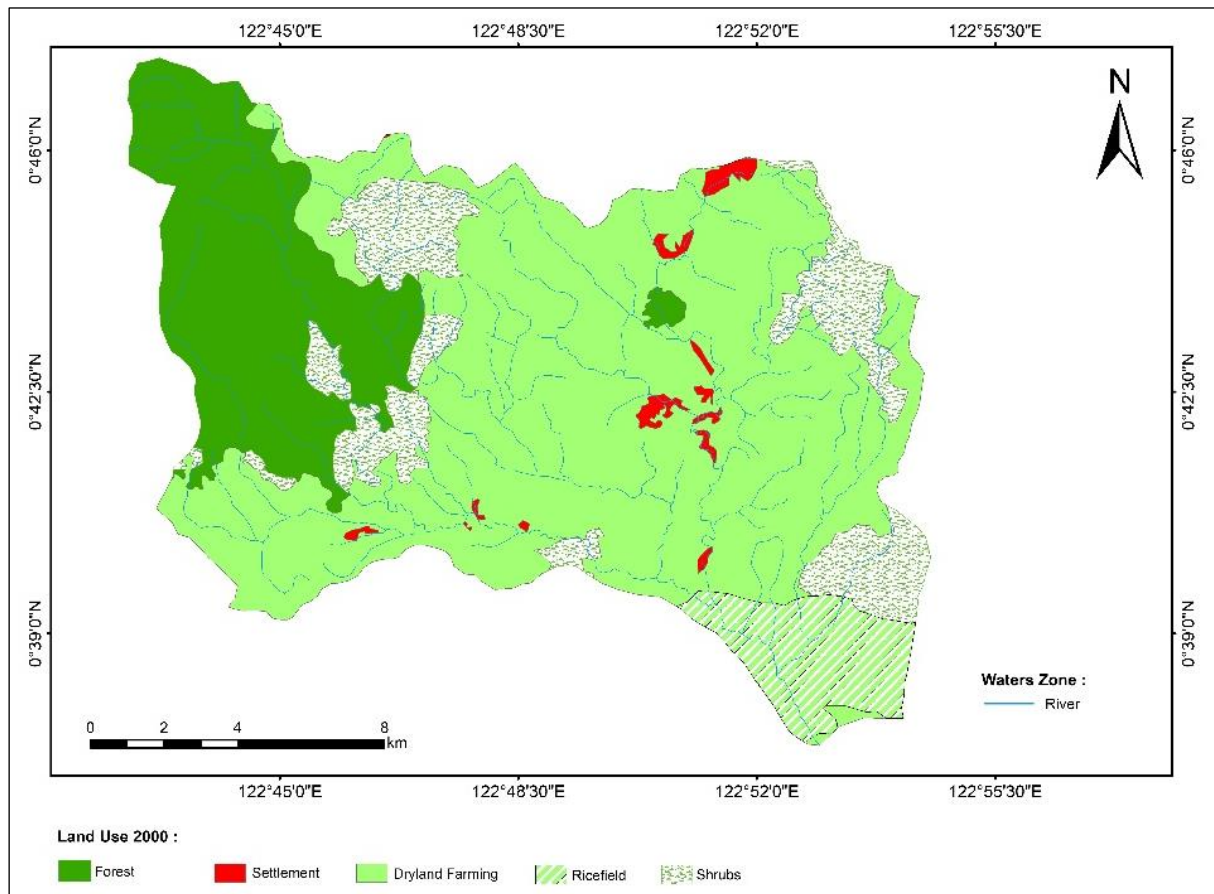 122°45'0"E 122°48'30"E 122°52'0"E 122°55'30"E
N
0°46'0"N 0°46'0"N
0°42'30"N 0°42'30"N
0°39'0"N 0°39'0"N
Waters Zone :
River
0 2 4 8
km
122°45'0"E 122°48'30"E 122°52'0"E 122°55'30"E
Land Use 2000 :
Forest Settlement Dryland Farming Ricefield Shrubs